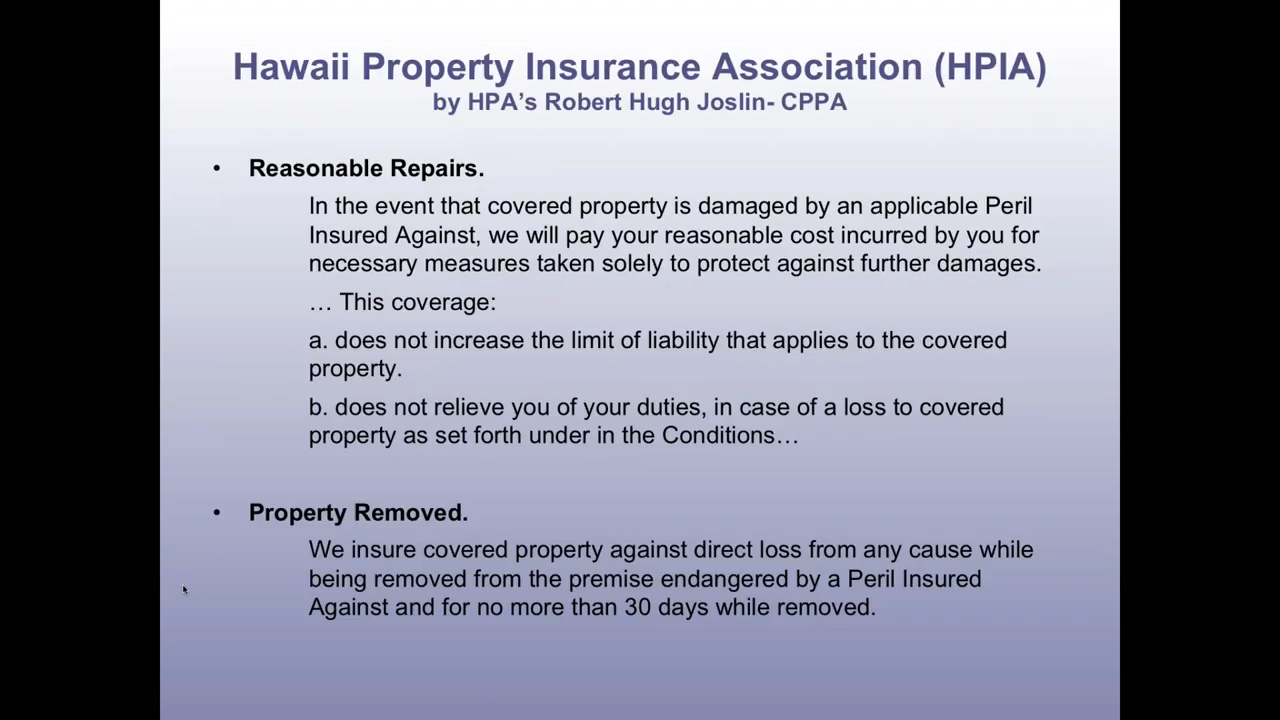 Hawaii Property Insurance Association (HPIA)
by HPA's Robert Hugh Joslin- CPPA
• Reasonable Repairs.
In the event that covered property is damaged by an applicable Peril
Insured Against, we will pay your reasonable cost incurred by you for
necessary measures taken solely to protect against further damages.
… This coverage:
a. does not increase the limit of liability that applies to the covered
property.
b. does not relieve you of your duties, in case of a loss to covered
property as set forth under in the Conditions…
• Property Removed.
We insure covered property against direct loss from any cause while
being removed from the premise endangered by a Peril Insured
Against and for no more than 30 days while removed.